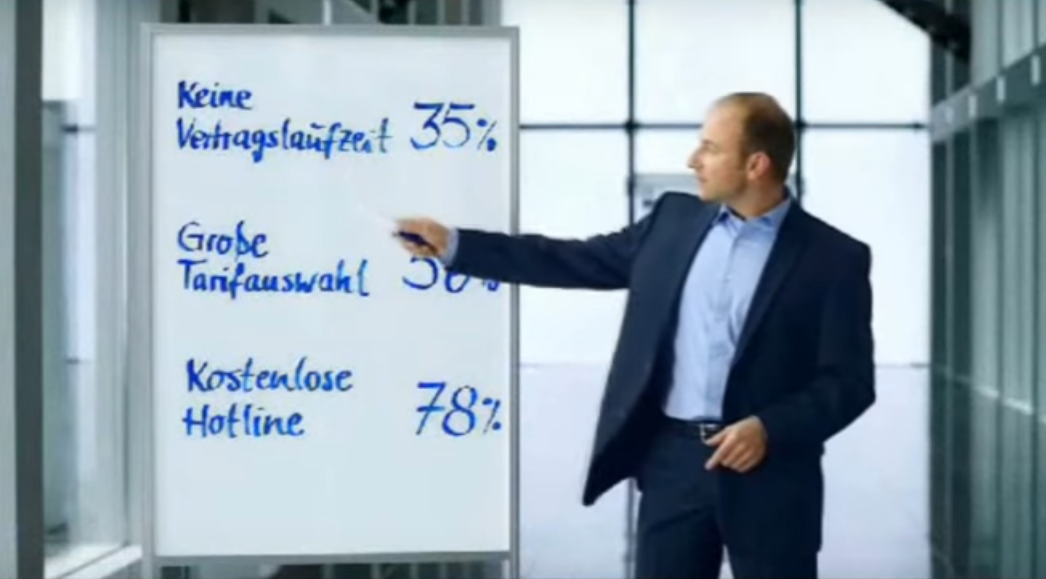 Keine
Vertragslaufzeit 35%
Große
Tarifauswahl
Kostenlose
Hotline 78%